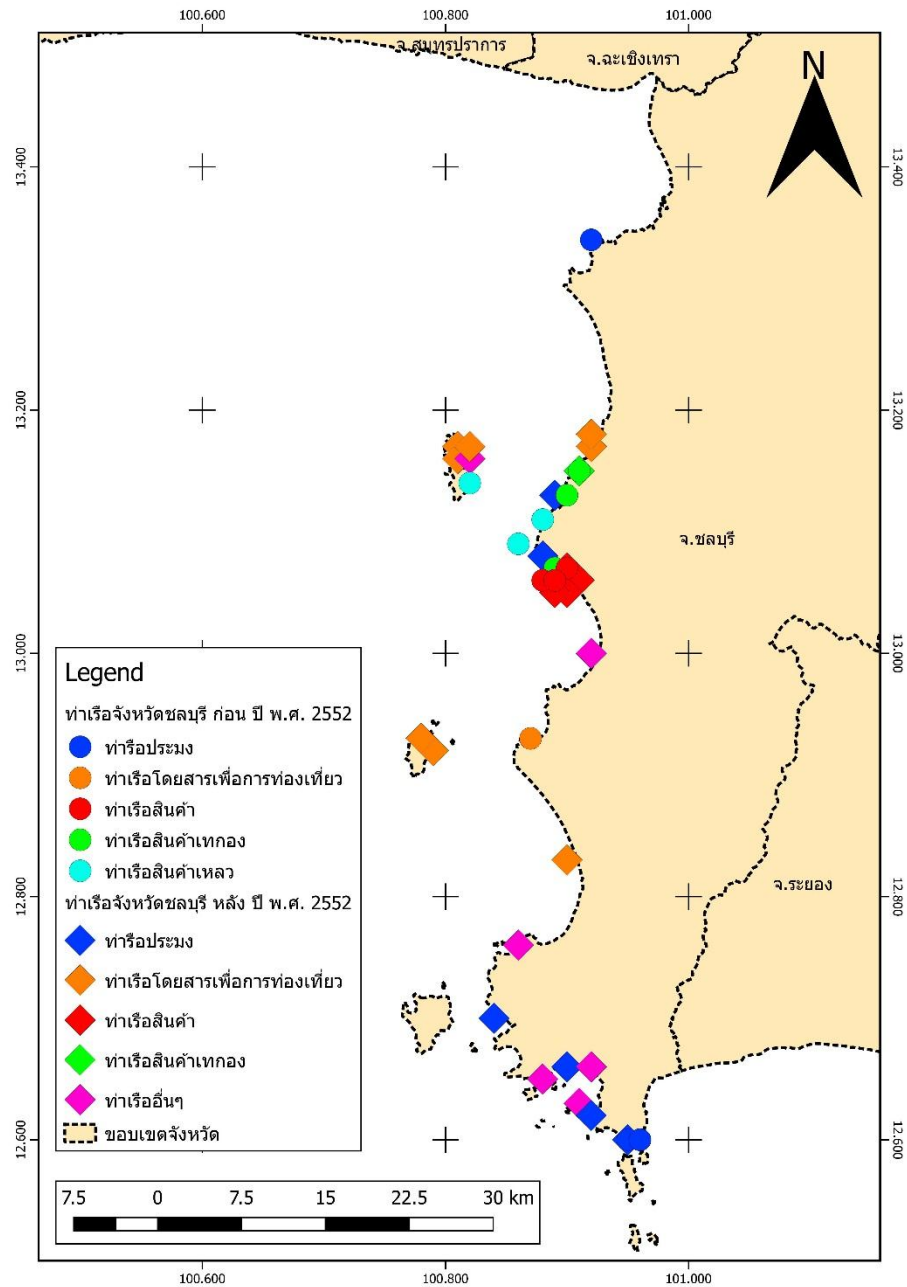 100.600 100.800 101.000
จ.สมุทรปราการ
จ.ฉะเชิงเทรา
N
13.400 13.400
13.200 13.200
จ.ชลบุรี
13.000 13.000
Legend
ท่าเรือจังหวัดชลบุรี ก่อน ปี พ.ศ. 2552
ท่ารือประมง
ท่าเรือโดยสารเพื่อการท่องเที่ยว
ท่าเรือสินค้า
ท่าเรือสินค้าเทกอง
ท่าเรือสินค้าเหลว
ท่าเรือจังหวัดชลบุรี หลัง ปี พ.ศ. 2552
ท่ารือประมง
ท่าเรือโดยสารเพื่อการท่องเที่ยว
ท่าเรือสินค้า
ท่าเรือสินค้าเทกอง
ท่าเรืออื่นๆ
ขอบเขตจังหวัด
12.800
จ.ระยอง
12.600 12.600
7.5 0 7.5 15 22.5 30 km
100.600 100.800 101.000